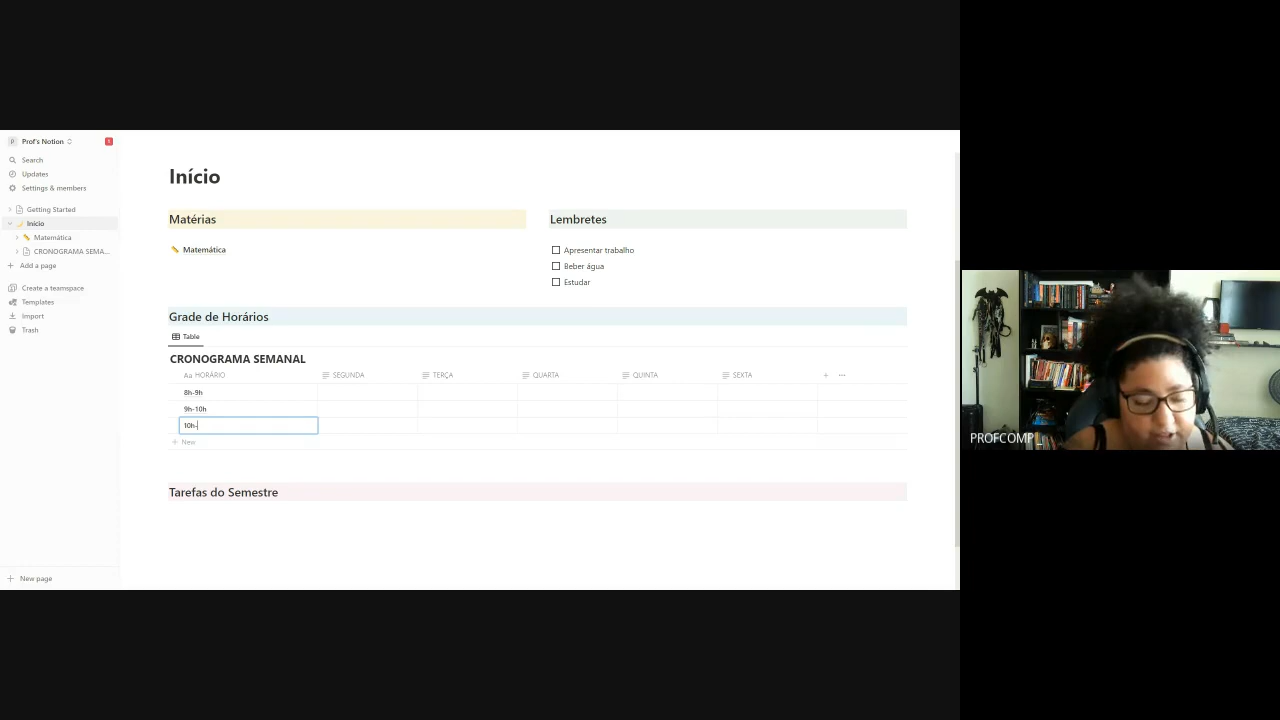 P Prof's Notion 1
Search
Updates
Settings & members
Getting Started
Início
Matemática
CRONOGRAMA SEMA...
Add a page
Create a teamspace
Templates
Import
Trash
New page
Início
Matérias
Matemática
Lembretes
Apresentar trabalho
Beber água
Estudar
Grade de Horários
Table
CRONOGRAMA SEMANAL
Aa HORÁRIO SEGUNDA TERÇA QUARTA QUINTA SEXTA + ...
8h-9h
9h-10h
10h-
+ New
Tarefas do Semestre
PROFCOMP _